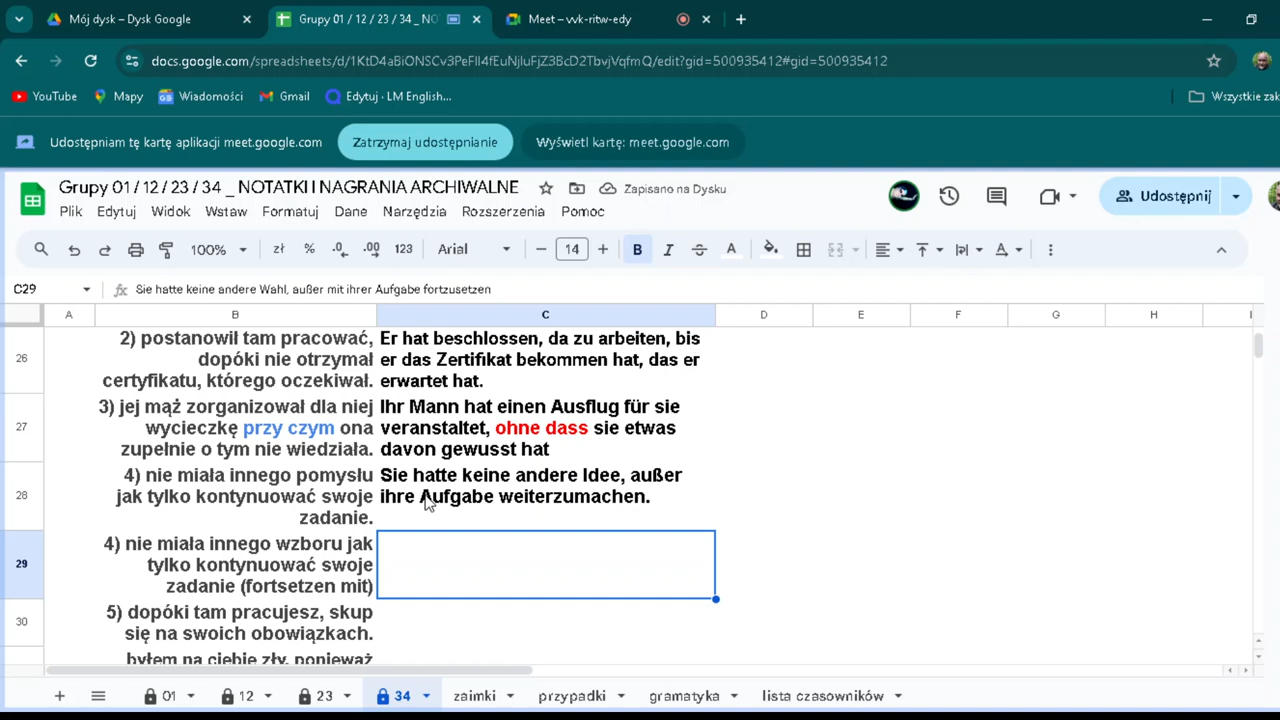 Mój dysk – Dysk Google
Grupy 01 / 12 / 23 / 34 _ NO
Meet – vvk-ritw-edy
docs.google.com/spreadsheets/d/1KtD4aBiONSCv3PeFlI4fEuNjluFjZ3BcD2TbvjVqfmQ/edit?gid=500935412#gid=500935412
YouTube
Mapy
Wiadomości
Gmail
Edytuj ‹ LM English...
Wszystkie zak
Udostępniam tę kartę aplikacji meet.google.com
Zatrzymaj udostępnianie
Wyświetl kartę: meet.google.com
Grupy 01 / 12 / 23 / 34 _ NOTATKI I NAGRANIA ARCHIWALNE
Zapisano na Dysku
Udostępnij
Plik Edytuj Widok Wstaw Formatuj Dane Narzędzia Rozszerzenia Pomoc
100% zł % .0 .00 123 Arial 14 B I A
C29
Sie hatte keine andere Wahl, außer mit ihrer Aufgabe fortzusetzen
A B C D E F G H I
26
2) postanowił tam pracować,
dopóki nie otrzymał
certyfikatu, którego oczekiwał.
Er hat beschlossen, da zu arbeiten, bis
er das Zertifikat bekommen hat, das er
erwartet hat.
27
3) jej mąż zorganizował dla niej
wycieczkę przy czym ona
zupełnie o tym nie wiedziała.
Ihr Mann hat einen Ausflug für sie
veranstaltet, ohne dass sie etwas
davon gewusst hat
28
4) nie miała innego pomysłu
jak tylko kontynuować swoje
zadanie.
Sie hatte keine andere Idee, außer
ihre Aufgabe weiterzumachen.
29
4) nie miała innego wzboru jak
tylko kontynuować swoje
zadanie (fortsetzen mit)
30
5) dopóki tam pracujesz, skup
się na swoich obowiązkach.
byłem na ciebie zły, ponieważ
01 12 23 34 zaimki przypadki gramatyka lista czasowników